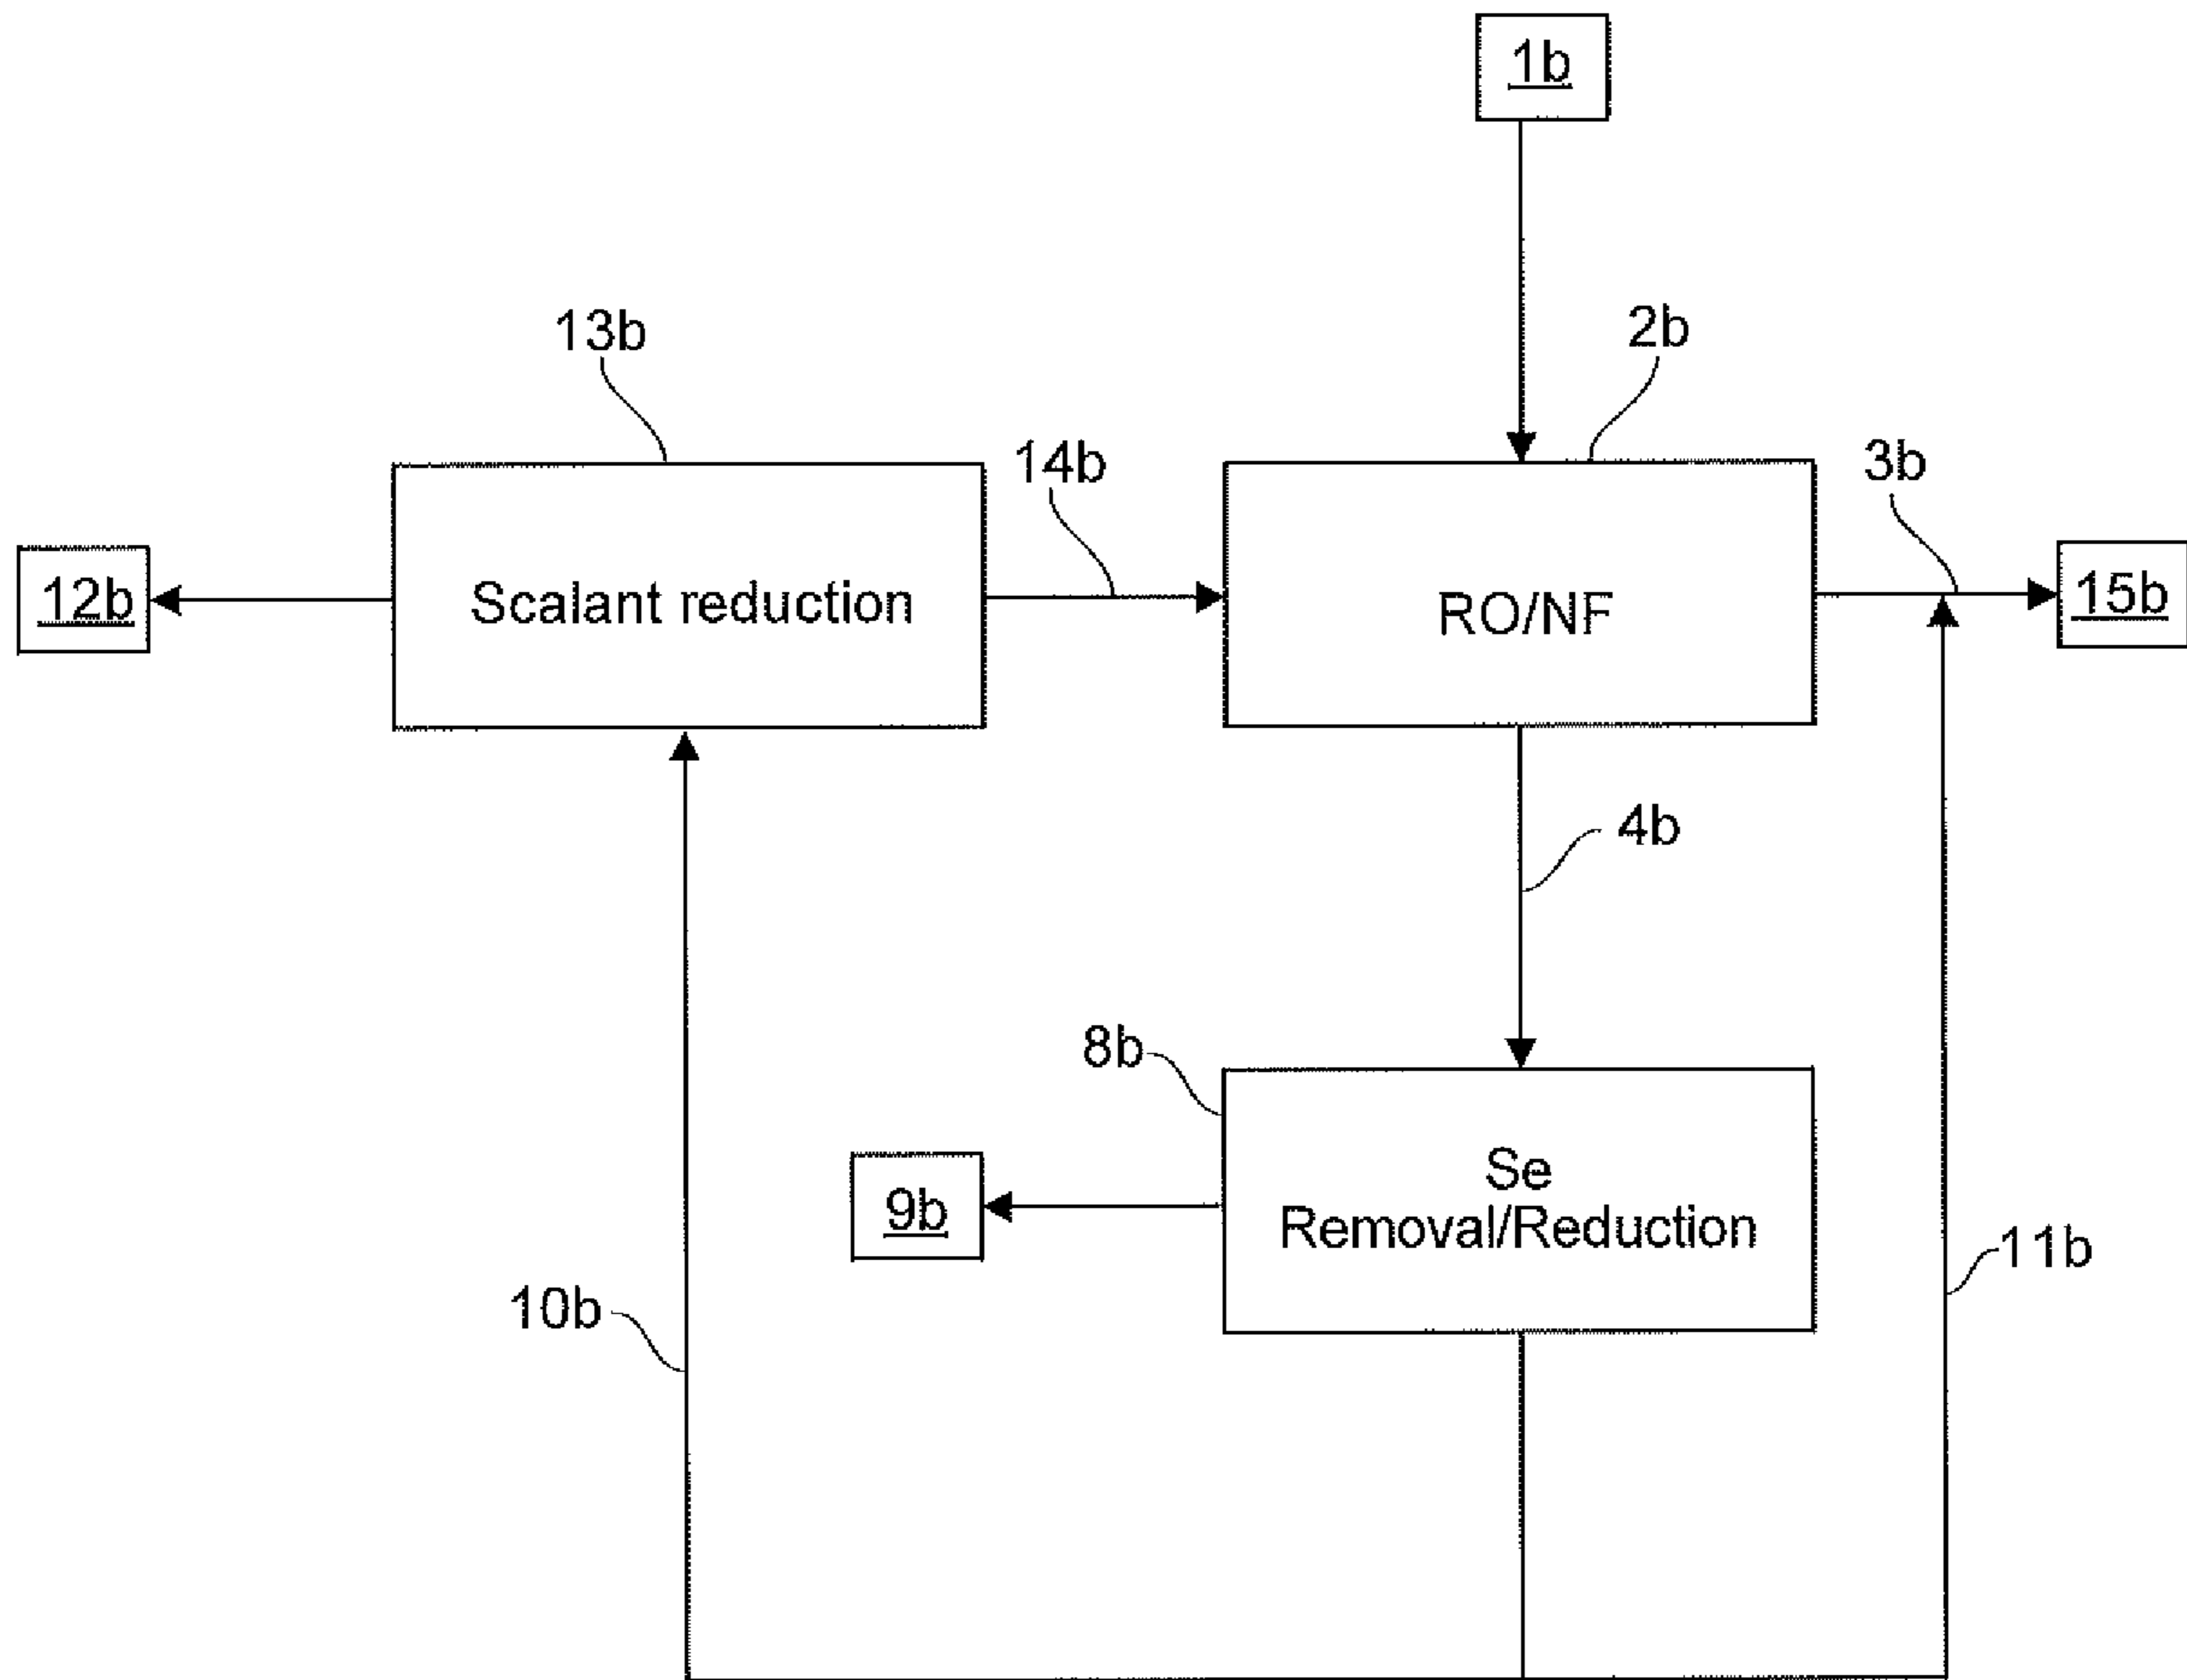 1b
13b
2b
14b
3b
12b
Scalant reduction
RO/NF
15b
4b
8b
Se
Removal/Reduction
9b
11b
10b